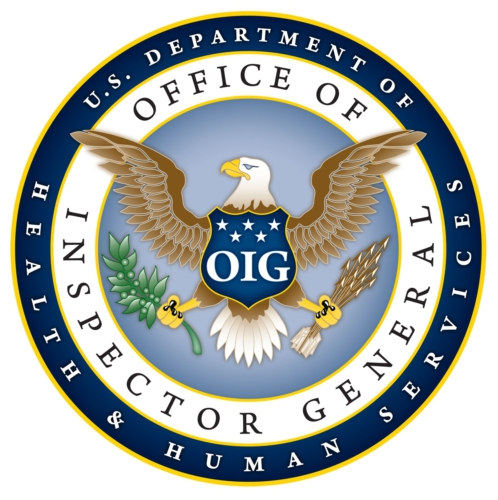 U.S. DEPARTMENT OF
HEALTH & HUMAN SERVICES
OFFICE OF
INSPECTOR GENERAL
OIG